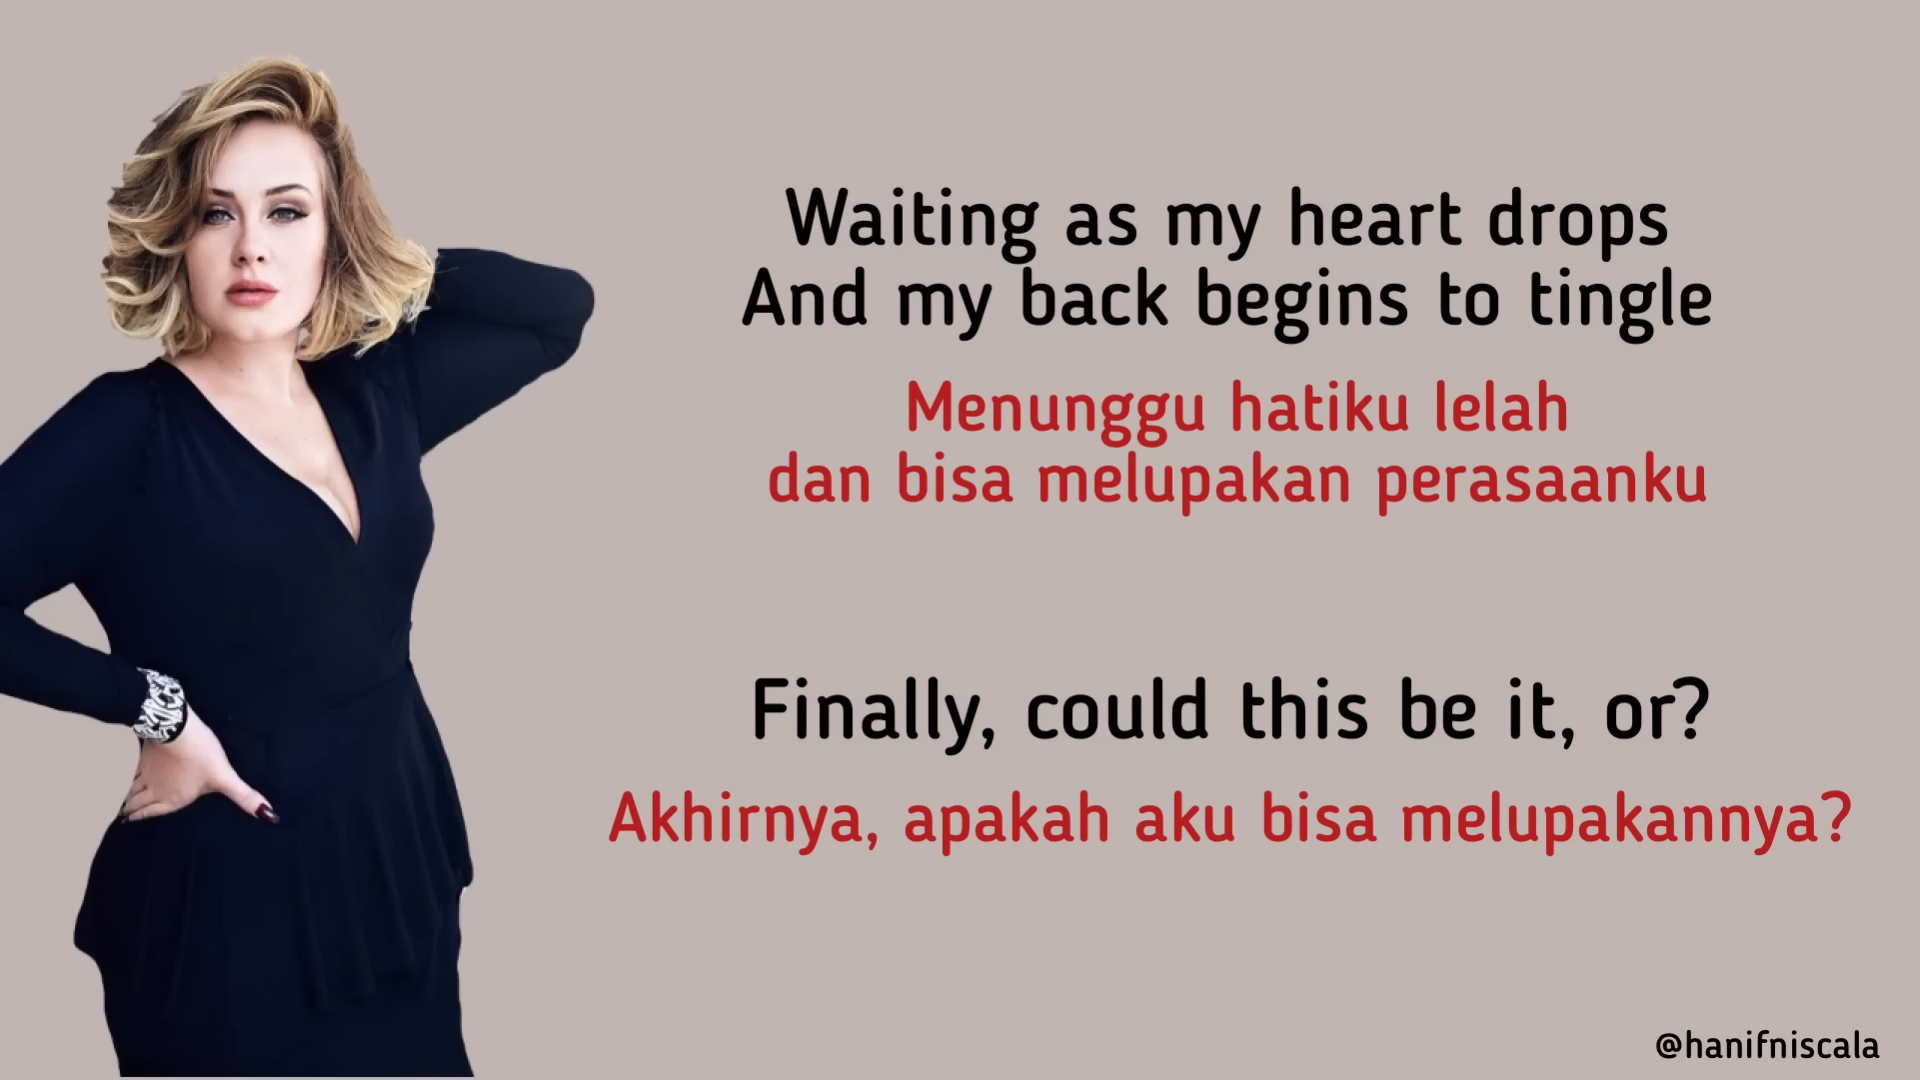 Waiting as my heart drops
And my back begins to tingle
Menunggu hatiku lelah
dan bisa melupakan perasaanku
Finally, could this be it, or?
Akhirnya, apakah aku bisa melupakannya?
@hanifniscala